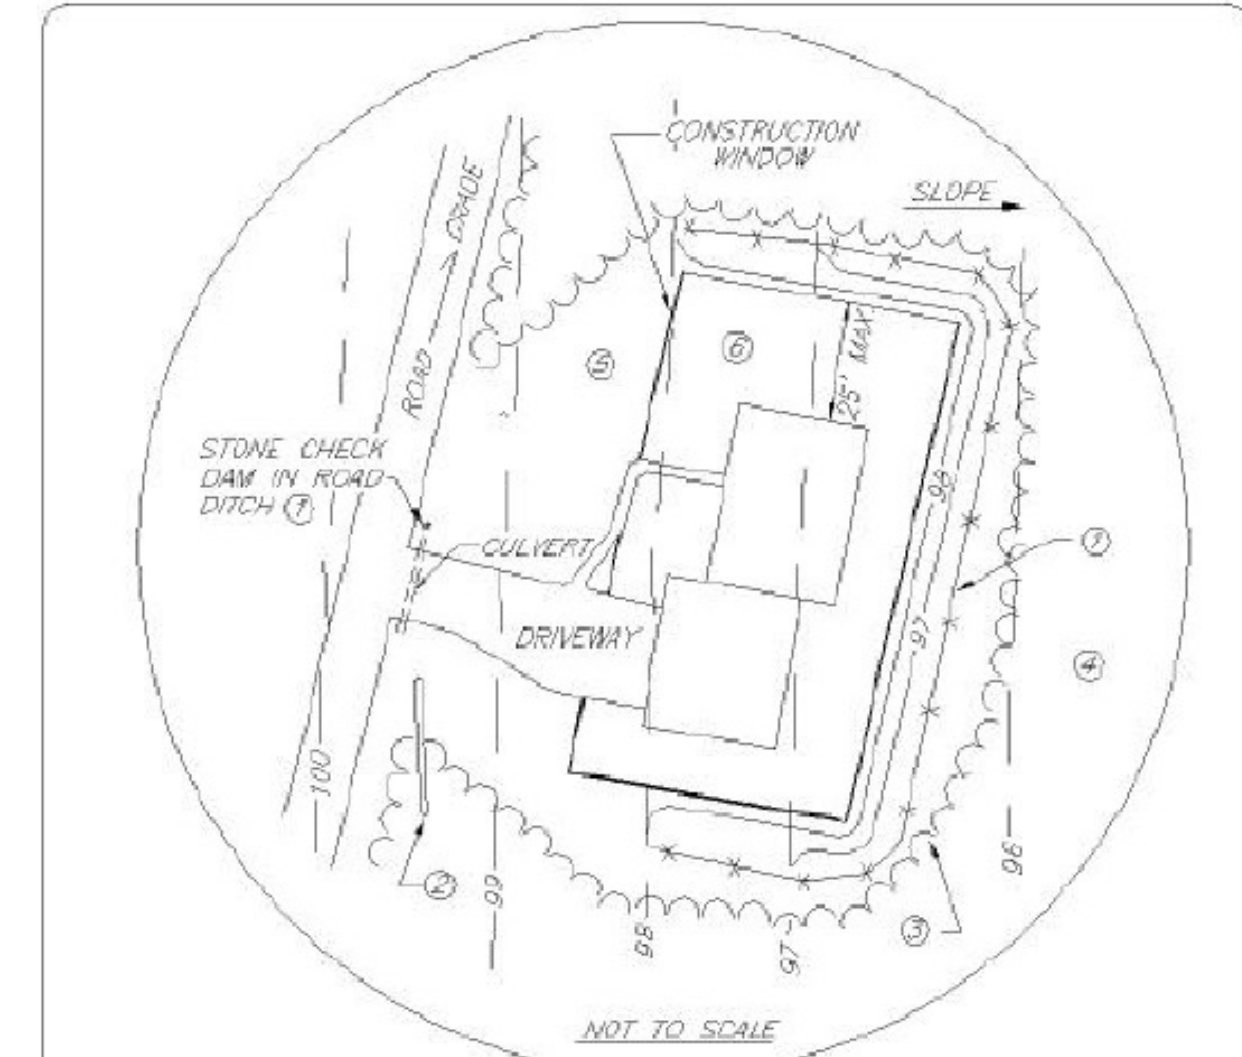 CONSTRUCTION
WINDOW
SLOPE
ROAD GRADE
5
6
25' MAX
STONE CHECK
DAM IN ROAD
DITCH 7
CULVERT
98
1
97
DRIVEWAY
4
100
2
99
98
97
96
3
NOT TO SCALE